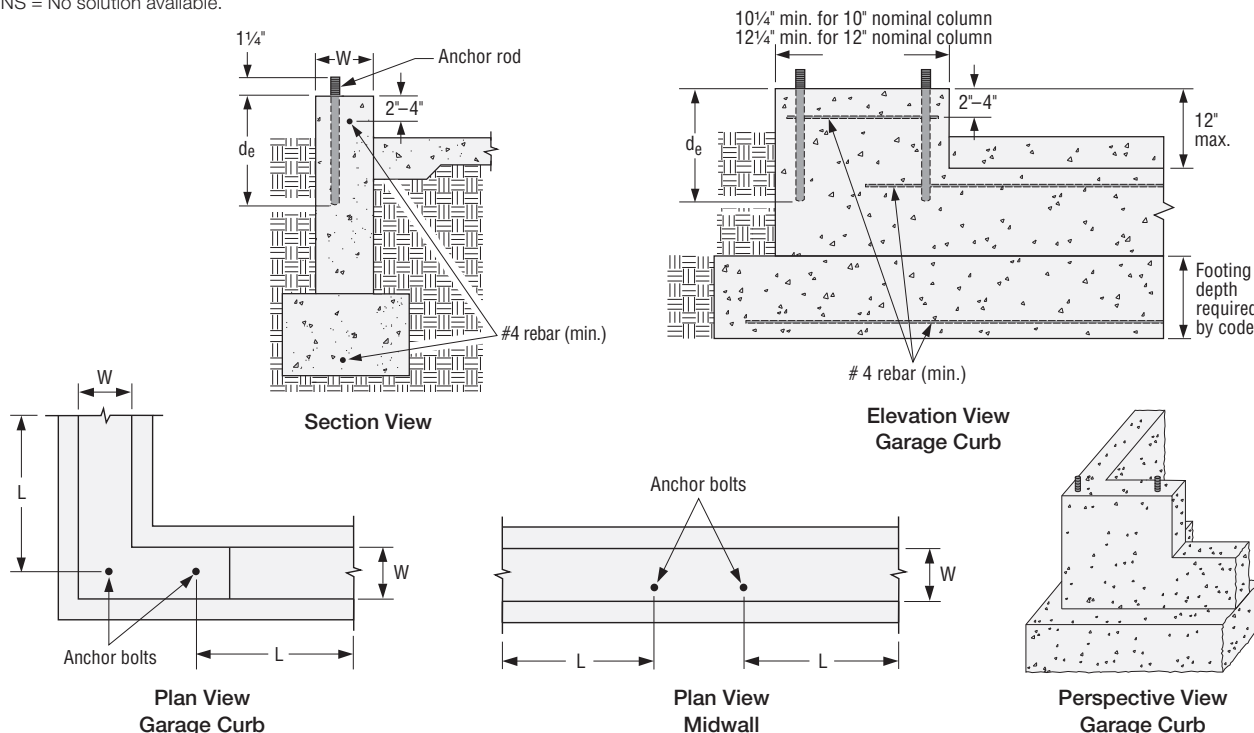 NS = No solution available.
1¼"
W
Anchor rod
2"–4"
de
#4 rebar (min.)
Section View
10¼" min. for 10" nominal column
12¼" min. for 12" nominal column
2"–4"
de
12"
max.
Footing
depth
required
by code
# 4 rebar (min.)
Elevation View
Garage Curb
W
L
W
Anchor bolts
L
Plan View
Garage Curb
Anchor bolts
W
L
L
Plan View
Midwall
Perspective View
Garage Curb